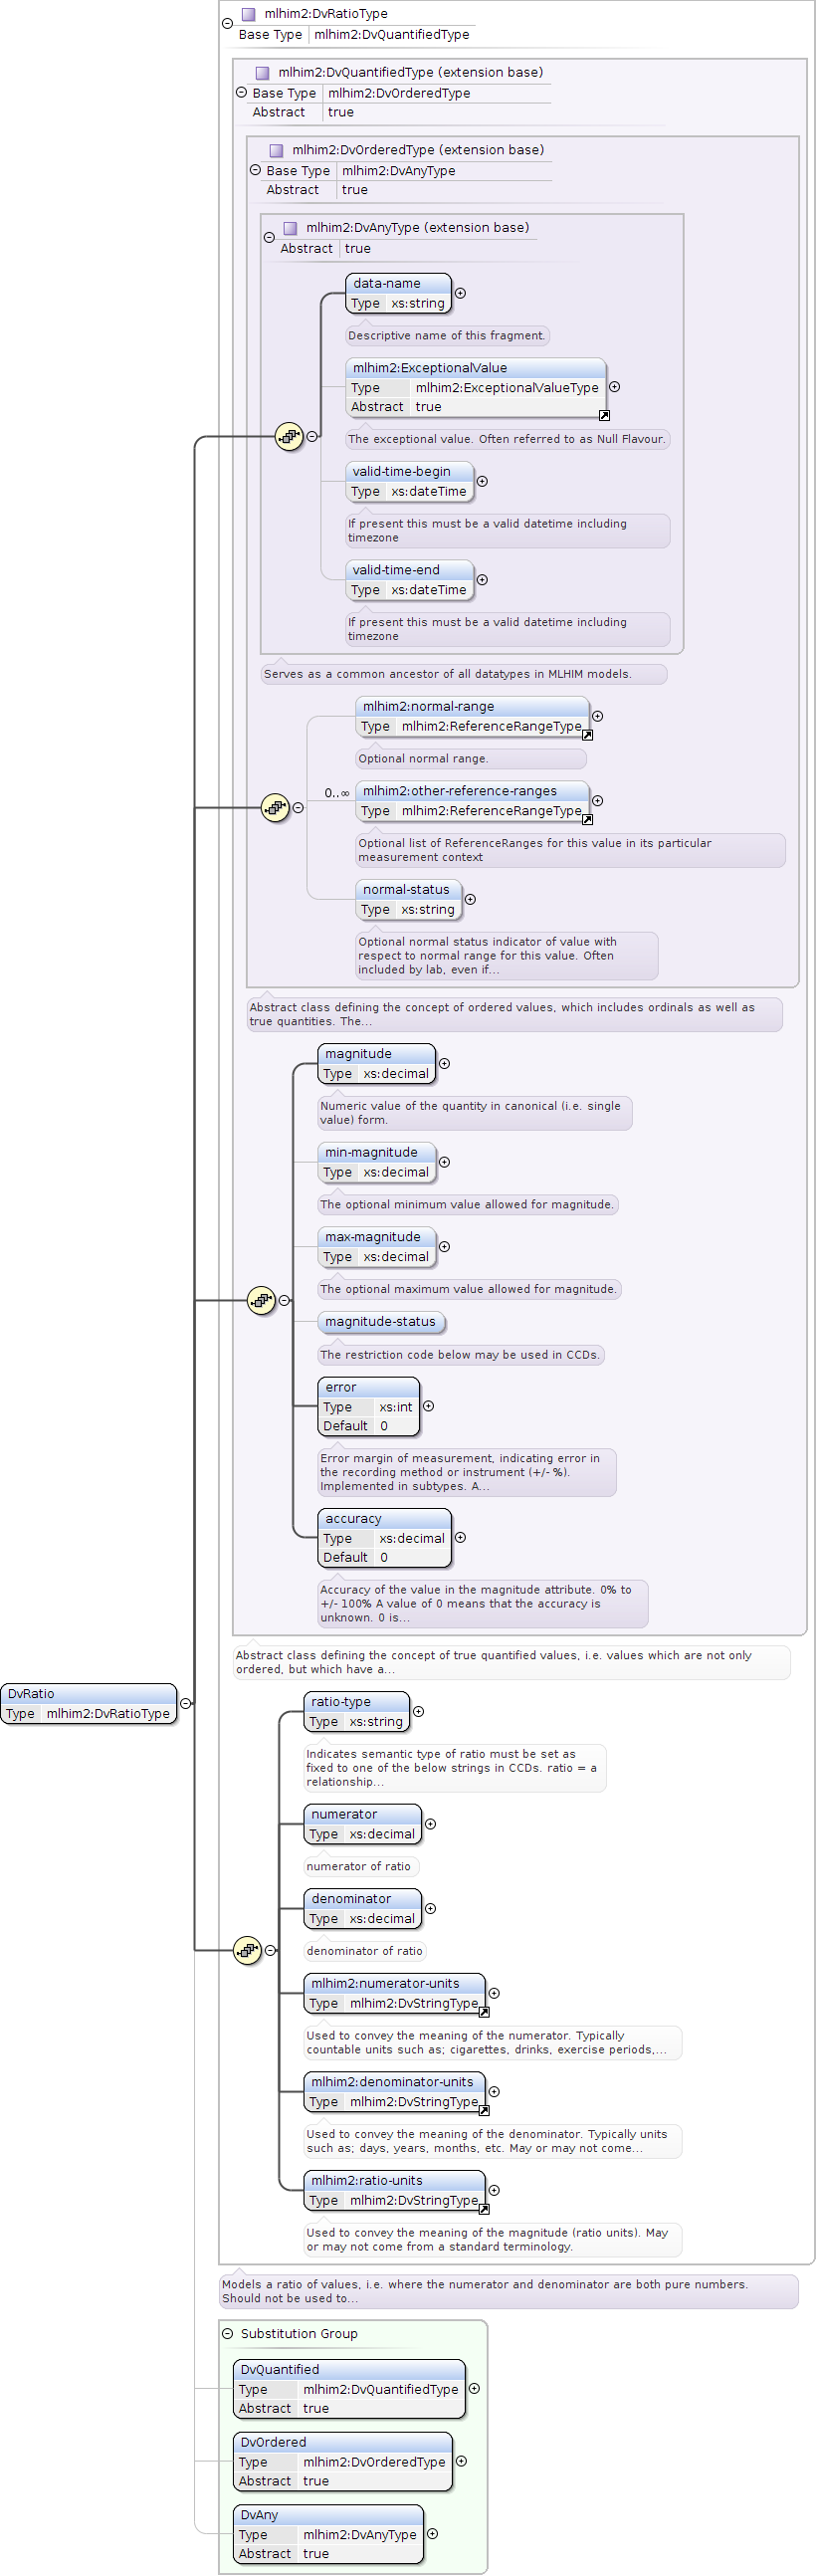 mlhim2:DvRatioType
Base Type mlhim2:DvQuantifiedType
mlhim2:DvQuantifiedType (extension base)
Base Type mlhim2:DvOrderedType
Abstract true
mlhim2:DvOrderedType (extension base)
Base Type mlhim2:DvAnyType
Abstract true
mlhim2:DvAnyType (extension base)
Abstract true
data-name
Type xs:string
Descriptive name of this fragment.
mlhim2:ExceptionalValue
Type mlhim2:ExceptionalValueType
Abstract true
The exceptional value. Often referred to as Null Flavour.
valid-time-begin
Type xs:dateTime
If present this must be a valid datetime including
timezone
valid-time-end
Type xs:dateTime
If present this must be a valid datetime including
timezone
Serves as a common ancestor of all datatypes in MLHIM models.
mlhim2:normal-range
Type mlhim2:ReferenceRangeType
Optional normal range.
0..∞
mlhim2:other-reference-ranges
Type mlhim2:ReferenceRangeType
Optional list of ReferenceRanges for this value in its particular
measurement context
normal-status
Type xs:string
Optional normal status indicator of value with
respect to normal range for this value. Often
included by lab, even if...
Abstract class defining the concept of ordered values, which includes ordinals as well as
true quantities. The...
magnitude
Type xs:decimal
Numeric value of the quantity in canonical (i.e. single
value) form.
min-magnitude
Type xs:decimal
The optional minimum value allowed for magnitude.
max-magnitude
Type xs:decimal
The optional maximum value allowed for magnitude.
magnitude-status
The restriction code below may be used in CCDs.
error
Type xs:int
Default 0
Error margin of measurement, indicating error in
the recording method or instrument (+/- %).
Implemented in subtypes. A...
accuracy
Type xs:decimal
Default 0
Accuracy of the value in the magnitude attribute. 0% to
+/- 100% A value of 0 means that the accuracy is
unknown. 0 is...
Abstract class defining the concept of true quantified values, i.e. values which are not only
ordered, but which have a...
DvRatio
Type mlhim2:DvRatioType
ratio-type
Type xs:string
Indicates semantic type of ratio must be set as
fixed to one of the below strings in CCDs. ratio = a
relationship...
numerator
Type xs:decimal
numerator of ratio
denominator
Type xs:decimal
denominator of ratio
mlhim2:numerator-units
Type mlhim2:DvStringType
Used to convey the meaning of the numerator. Typically
countable units such as; cigarettes, drinks, exercise periods,...
mlhim2:denominator-units
Type mlhim2:DvStringType
Used to convey the meaning of the denominator. Typically units
such as; days, years, months, etc. May or may not come...
mlhim2:ratio-units
Type mlhim2:DvStringType
Used to convey the meaning of the magnitude (ratio units). May
or may not come from a standard terminology.
Models a ratio of values, i.e. where the numerator and denominator are both pure numbers.
Should not be used to...
Substitution Group
DvQuantified
Type mlhim2:DvQuantifiedType
Abstract true
DvOrdered
Type mlhim2:DvOrderedType
Abstract true
DvAny
Type mlhim2:DvAnyType
Abstract true